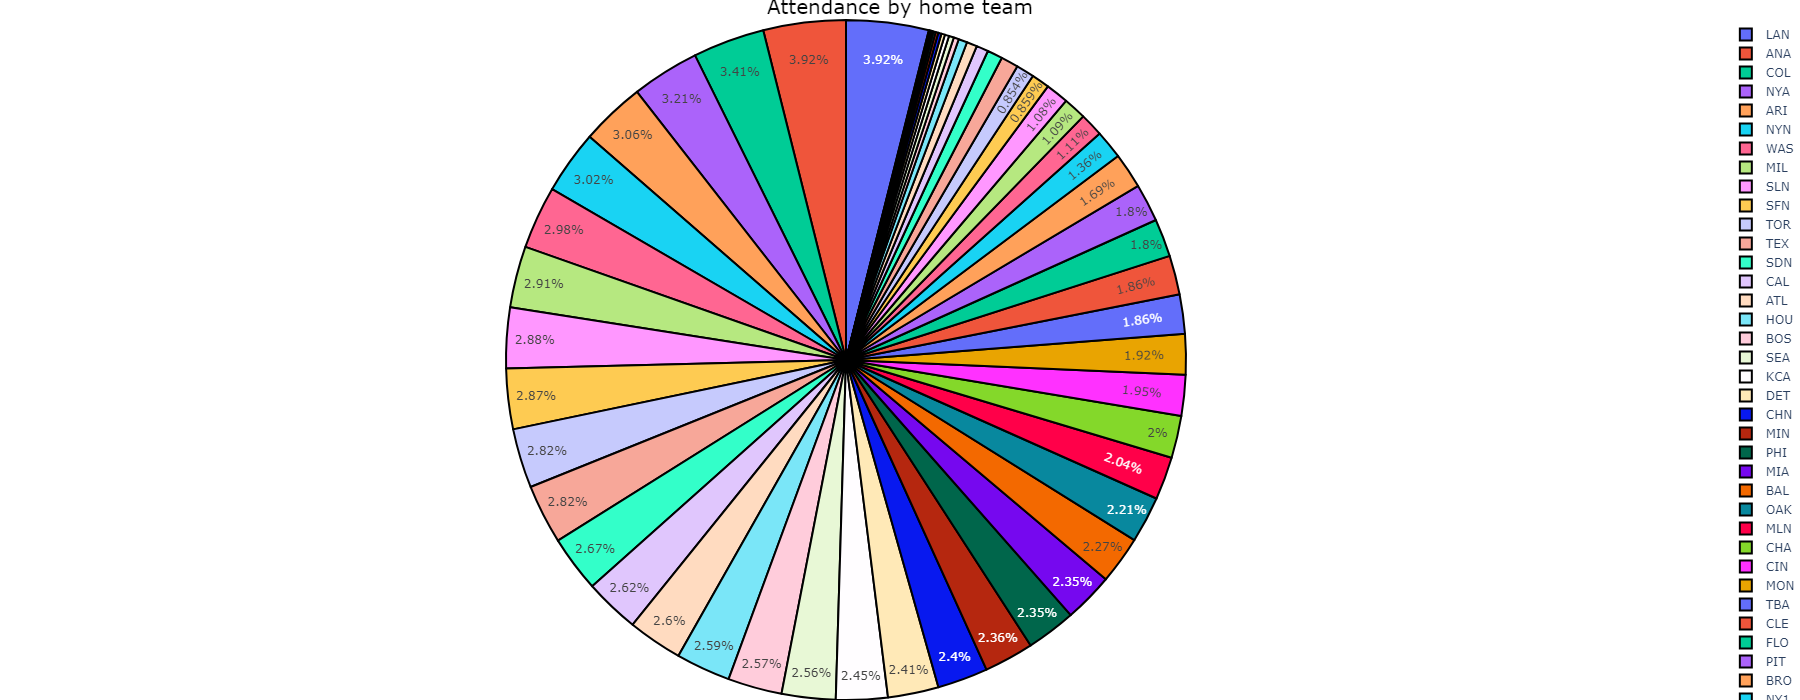 Attendance by home team
3.92%
3.92%
3.41%
3.21%
3.06%
3.02%
2.98%
2.91%
2.88%
2.87%
2.82%
2.82%
2.67%
2.62%
2.6%
2.59%
2.57%
2.56%
2.45%
2.41%
2.4%
2.36%
2.35%
2.35%
2.27%
2.21%
2.04%
2%
1.95%
1.92%
1.86%
1.86%
1.8%
1.8%
1.69%
1.36%
1.11%
1.09%
1.08%
0.859%
0.854%
LAN
ANA
COL
NYA
ARI
NYN
WAS
MIL
SLN
SFN
TOR
TEX
SDN
CAL
ATL
HOU
BOS
SEA
KCA
DET
CHN
MIN
PHI
MIA
BAL
OAK
MLN
CHA
CIN
MON
TBA
CLE
FLO
PIT
BRO
NY1